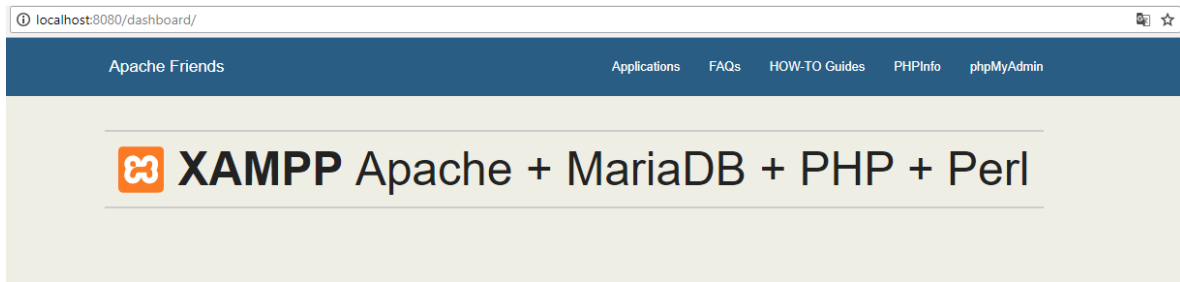 localhost:8080/dashboard/
Apache Friends Applications FAQs HOW-TO Guides PHPInfo phpMyAdmin
XAMPP Apache + MariaDB + PHP + Perl